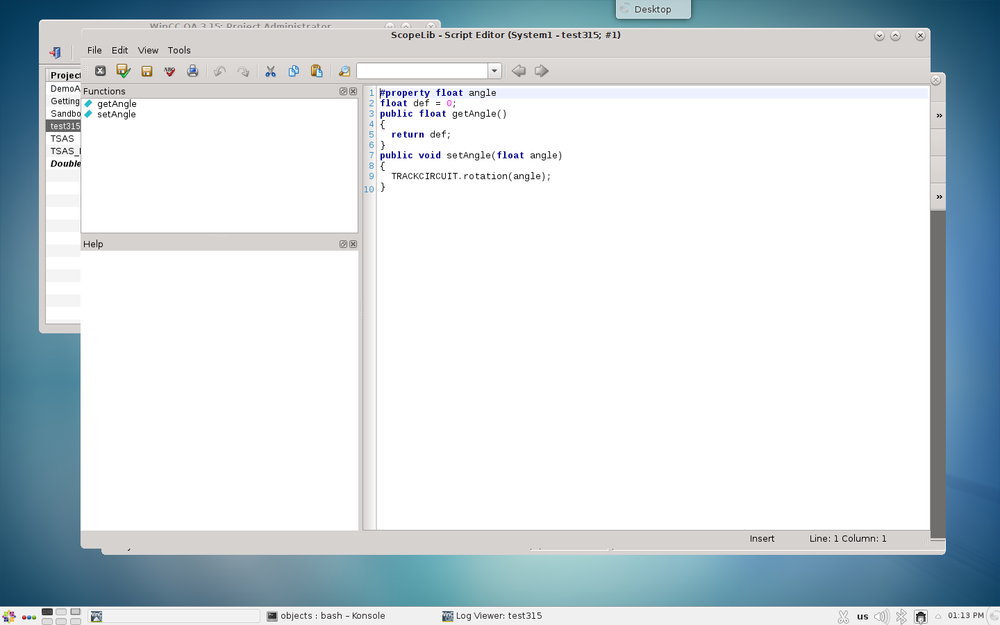 Desktop
WinCC OA 3.15: Project Administrator
ScopeLib - Script Editor (System1 - test315; #1)
File Edit View Tools
Project
DemoA
Getting
Sandbo
test315
TSAS
Double
Functions
getAngle
setAngle
Help
1 #property float angle
2 float def = 0;
3 public float getAngle()
4 {
5 return def;
6 }
7 public void setAngle(float angle)
8 {
9 TRACKCIRCUIT.rotation(angle);
10 }
»
»
Insert Line: 1 Column: 1
objects : bash – Konsole
Log Viewer: test315
us
01:13 PM